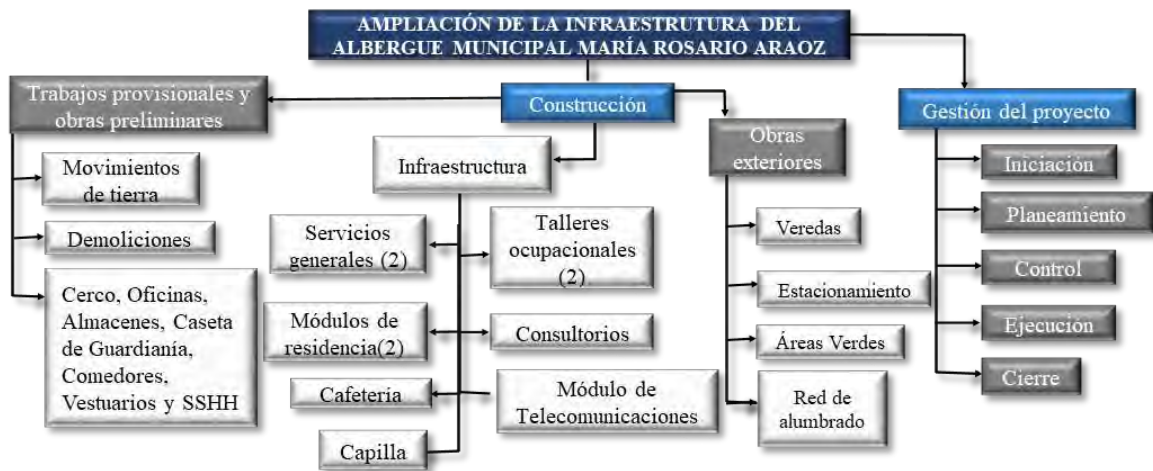 AMPLIACIÓN DE LA INFRAESTRUTURA DEL
ALBERGUE MUNICIPAL MARÍA ROSARIO ARAOZ
Trabajos provisionales y
obras preliminares
Movimientos
de tierra
Demoliciones
Cerco, Oficinas,
Almacenes, Caseta
de Guardianía,
Comedores,
Vestuarios y SSHH
Construcción
Infraestructura
Servicios
generales (2)
Talleres
ocupacionales
(2)
Módulos de
residencia(2)
Consultorios
Cafetería
Módulo de
Telecomunicaciones
Capilla
Obras
exteriores
Veredas
Estacionamiento
Áreas Verdes
Red de
alumbrado
Gestión del proyecto
Iniciación
Planeamiento
Control
Ejecución
Cierre